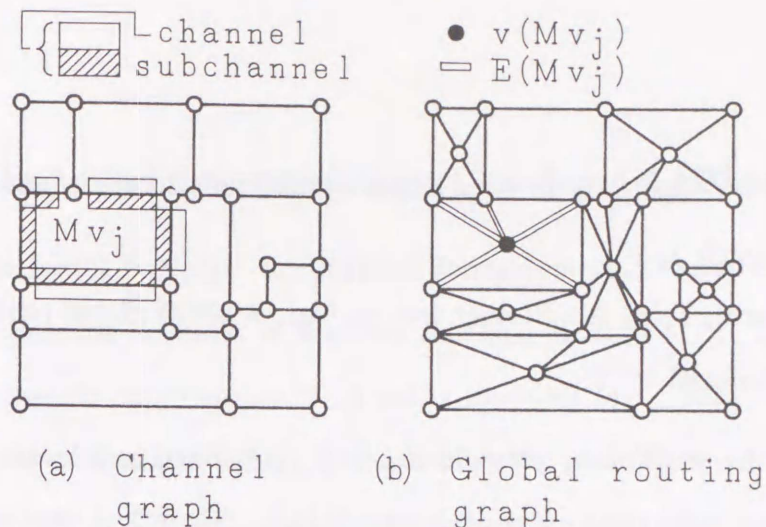 channel
subchannel
v(Mvj)
E(Mvj)
Mvj
(a) Channel
graph
(b) Global routing
graph